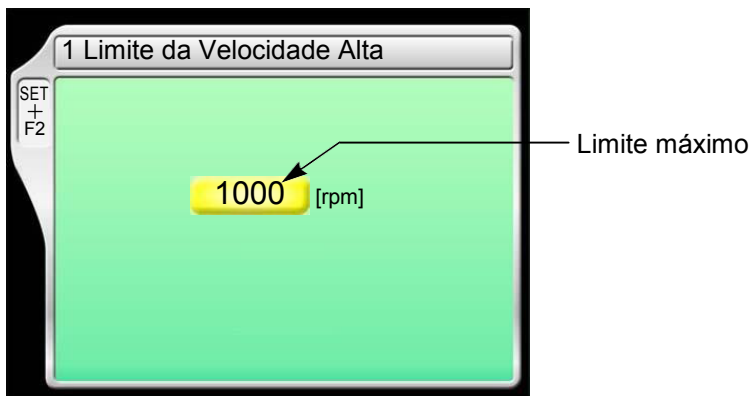 1 Limite da Velocidade Alta
SET
+
F2
Limite máximo
1000 [rpm]